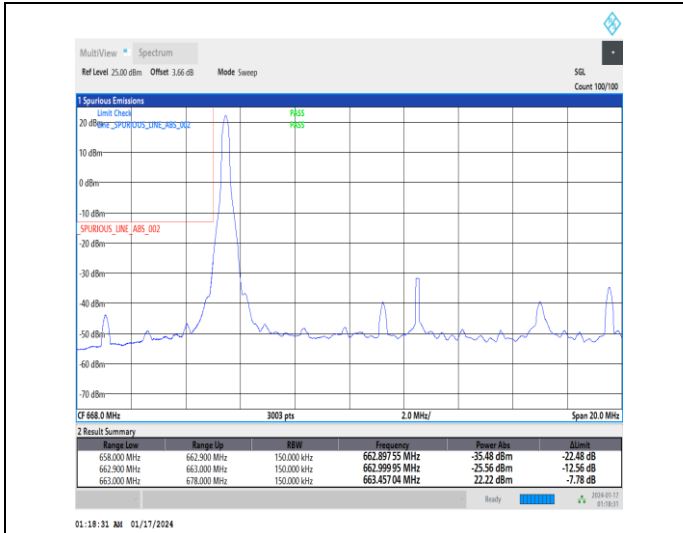 MultiView Spectrum
Ref Level 25.00 dBm Offset 3.66 dB Mode Sweep SGL
Count 100/100
1 Spurious Emissions
Limit Check PASS
20 dBm Line _SPURIOUS_LINE_ABS_002 PASS
10 dBm
0 dBm
-10 dBm
_SPURIOUS_LINE_ABS_002
-20 dBm
-30 dBm
-40 dBm
-50 dBm
-60 dBm
-70 dBm
CF 668.0 MHz 3003 pts 2.0 MHz/ Span 20.0 MHz
2 Result Summary
Range Low Range Up RBW Frequency Power Abs ΔLimit
658.000 MHz 662.900 MHz 150.000 kHz 662.897 55 MHz -35.48 dBm -22.48 dB
662.900 MHz 663.000 MHz 150.000 kHz 662.999 95 MHz -25.56 dBm -12.56 dB
663.000 MHz 678.000 MHz 150.000 kHz 663.457 04 MHz 22.22 dBm -7.78 dB
Ready 2024-01-17
01:18:31
01:18:31 AM 01/17/2024